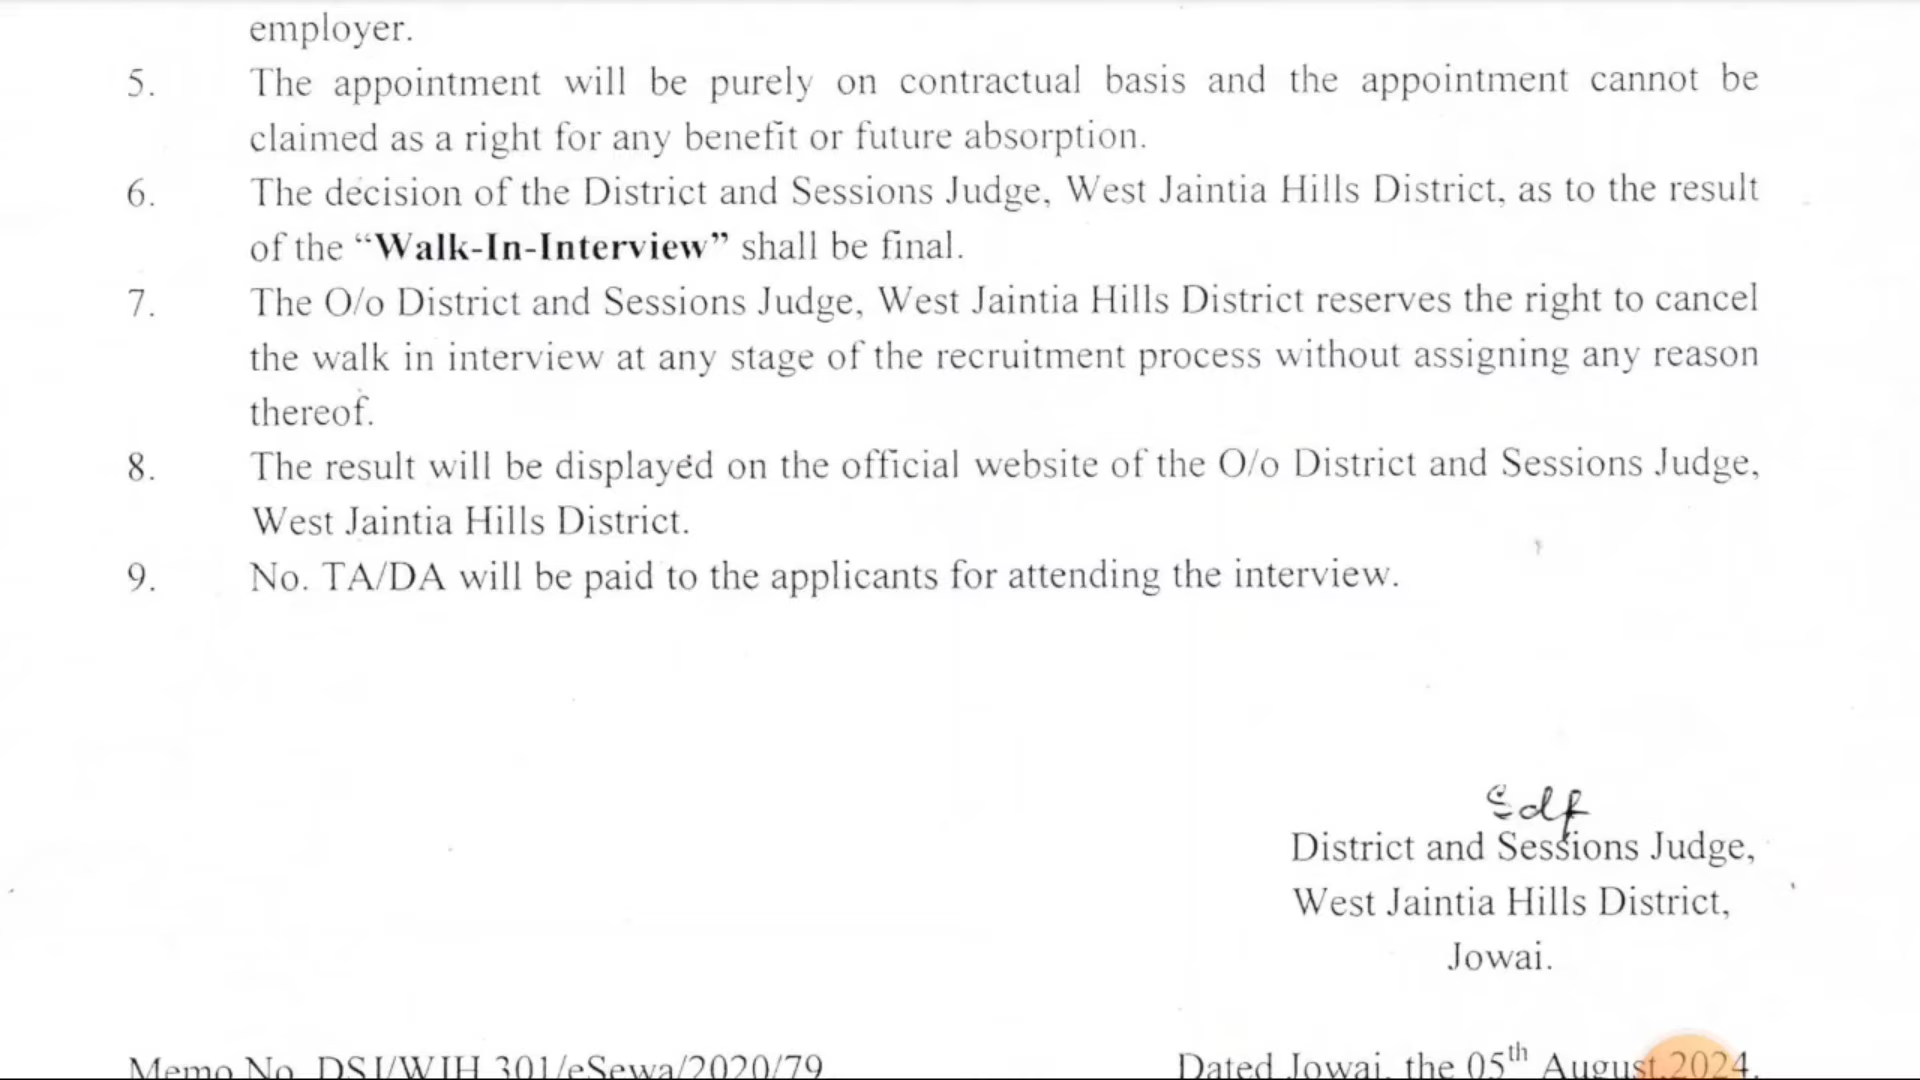 employer.
5. The appointment will be purely on contractual basis and the appointment cannot be
claimed as a right for any benefit or future absorption.
6. The decision of the District and Sessions Judge, West Jaintia Hills District, as to the result
of the “Walk-In-Interview” shall be final.
7. The O/o District and Sessions Judge, West Jaintia Hills District reserves the right to cancel
the walk in interview at any stage of the recruitment process without assigning any reason
thereof.
8. The result will be displayed on the official website of the O/o District and Sessions Judge,
West Jaintia Hills District.
9. No. TA/DA will be paid to the applicants for attending the interview.
Sd/-
District and Sessions Judge,
West Jaintia Hills District,
Jowai.
Memo No. DSJ/WJH 301/eSewa/2020/79 Dated Jowai, the 05th August,2024.